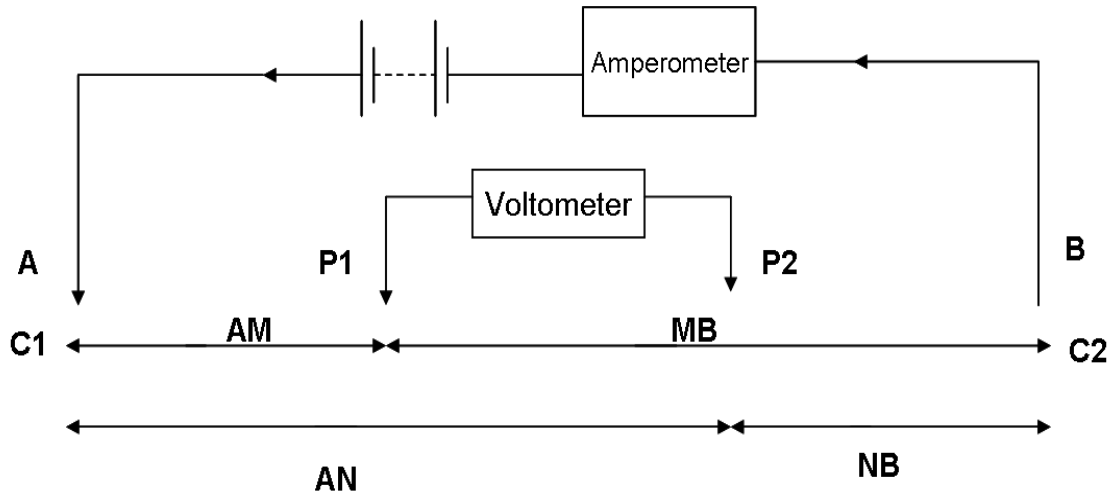 Amperometer
Voltometer
A
P1
P2
B
C1
AM
MB
C2
AN
NB